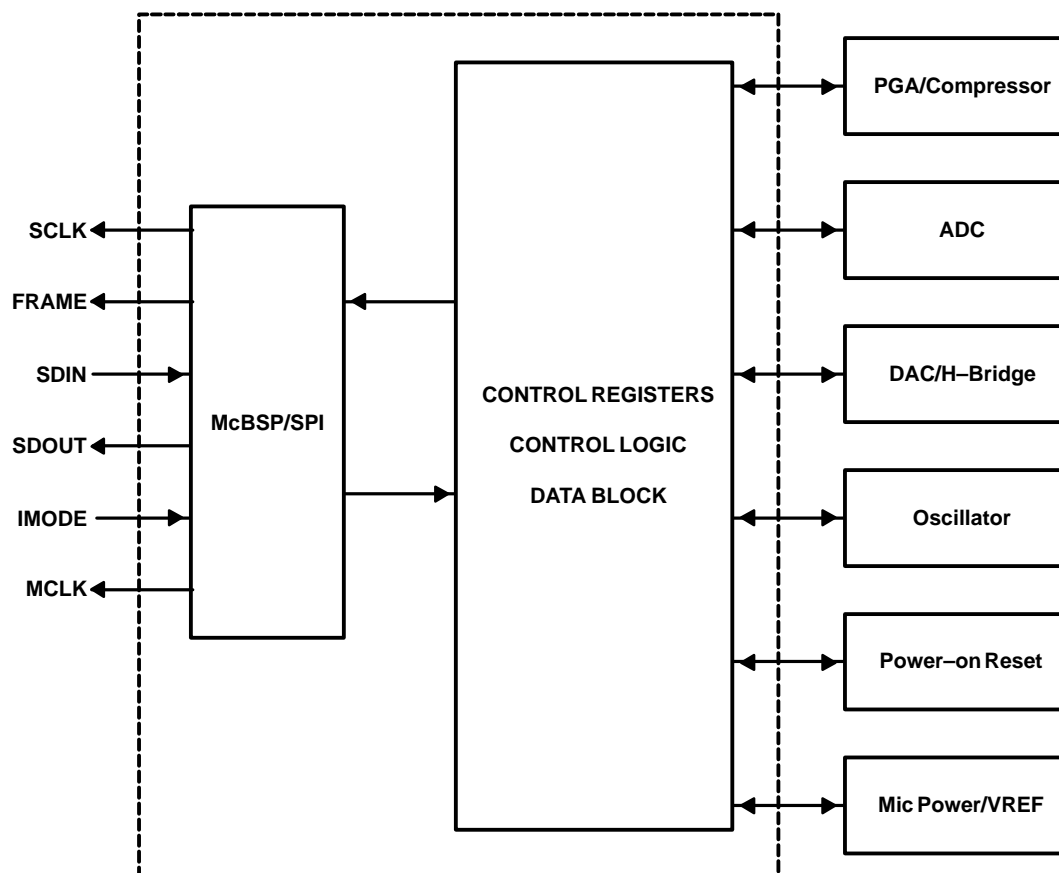 SCLK
FRAME
SDIN
SDOUT
IMODE
MCLK
McBSP/SPI
CONTROL REGISTERS
CONTROL LOGIC
DATA BLOCK
PGA/Compressor
ADC
DAC/H–Bridge
Oscillator
Power–on Reset
Mic Power/VREF